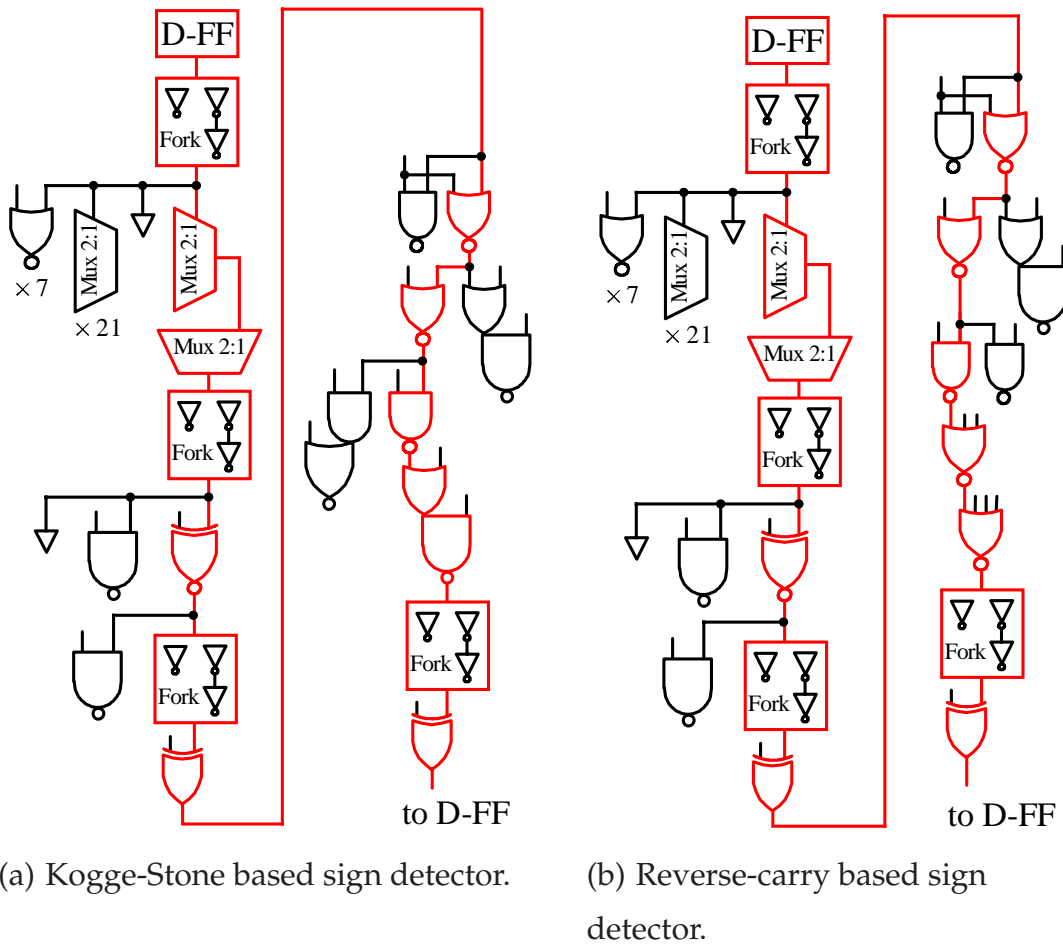 D-FF
Fork
Mux 2:1
Mux 2:1
× 7
× 21
Mux 2:1
Fork
Fork
Fork
to D-FF
(a) Kogge-Stone based sign detector.
D-FF
Fork
Mux 2:1
Mux 2:1
× 7
× 21
Mux 2:1
Fork
Fork
Fork
to D-FF
(b) Reverse-carry based sign
detector.